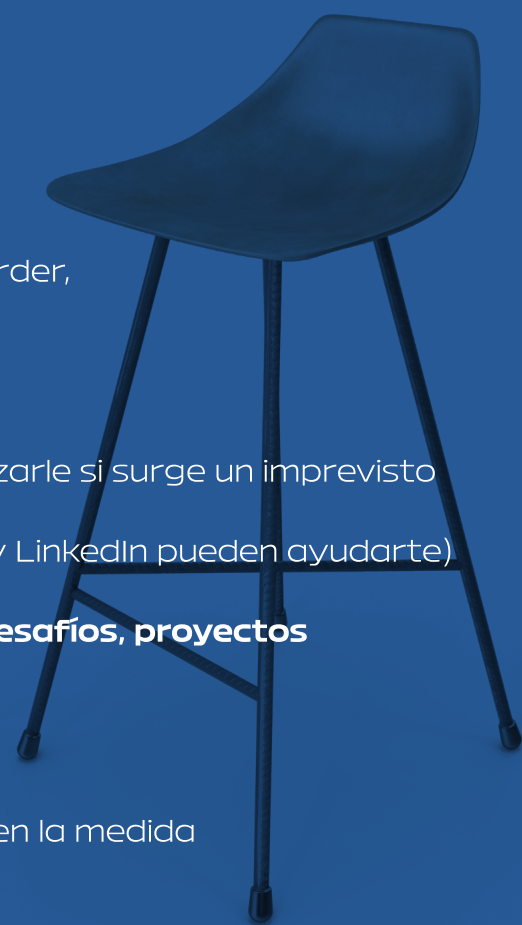 rder,
zarle si surge un imprevisto
y LinkedIn pueden ayudarte)
esafíos, proyectos
en la medida